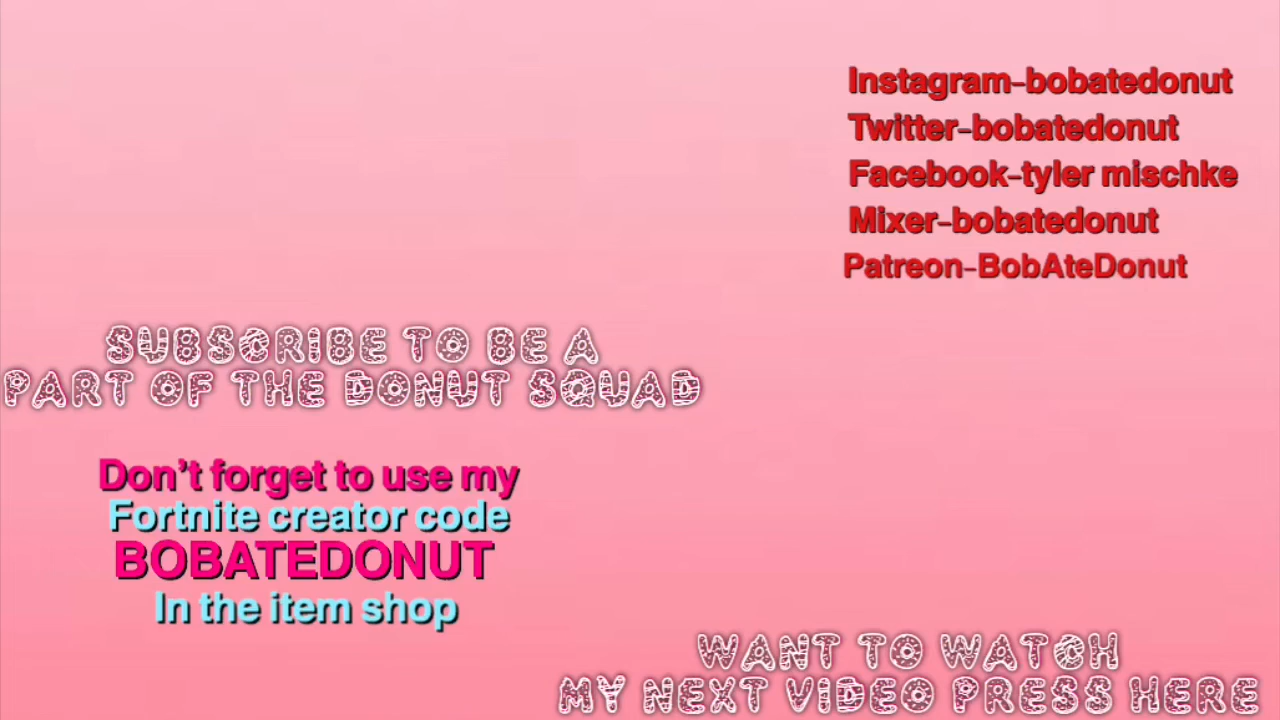 Instagram-bobatedonut
Twitter-bobatedonut
Facebook-tyler mischke
Mixer-bobatedonut
Patreon-BobAteDonut
SUBSCRIBE TO BE A
PART OF THE DONUT SQUAD
Don't forget to use my
Fortnite creator code
BOBATEDONUT
In the item shop
WANT TO WATCH
MY NEXT VIDEO PRESS HERE